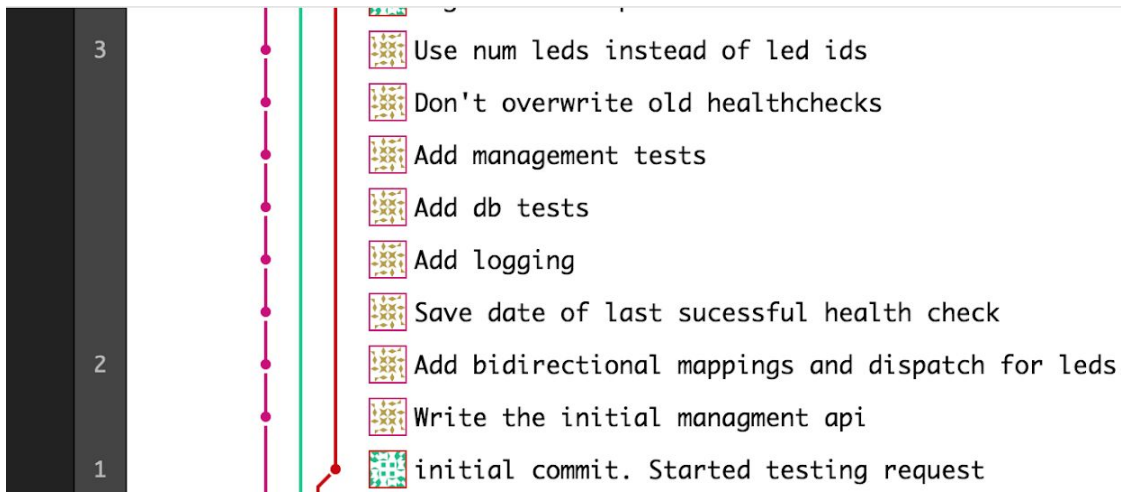 3 Use num leds instead of led ids
Don't overwrite old healthchecks
Add management tests
Add db tests
Add logging
Save date of last sucessful health check
2 Add bidirectional mappings and dispatch for leds
Write the initial managment api
1 initial commit. Started testing request